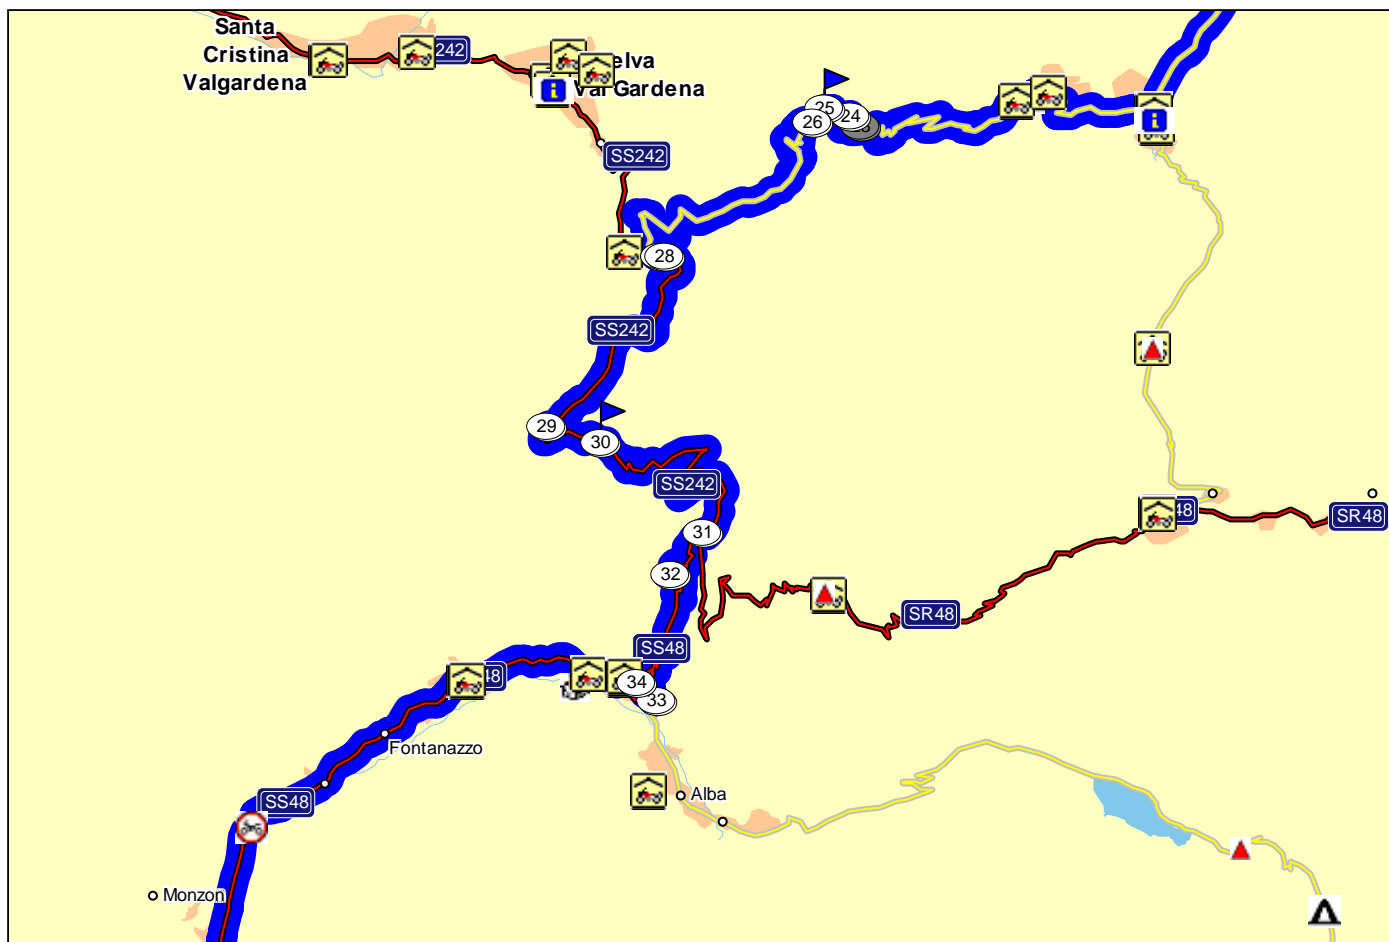 Santa
Cristina
Valgardena
242
elva
Val Gardena
i
i
SS242
25
24
26
28
SS242
29
30
SS242
31
32
48
SR48
SR48
SS48
48
34
33
Fontanazzo
SS48
Alba
Monzon